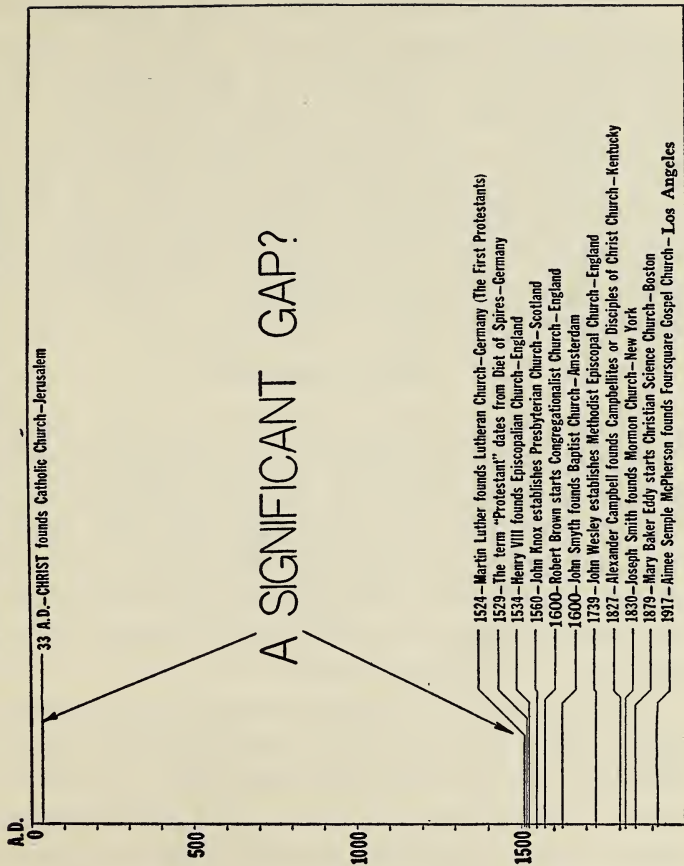 A.D.
0
33 A.D.–CHRIST founds Catholic Church–Jerusalem
500
A SIGNIFICANT GAP?
1000
1500
1524–Martin Luther founds Lutheran Church–Germany (The First Protestants)
1529–The term "Protestant" dates from Diet of Spires–Germany
1534–Henry VIII founds Episcopalian Church–England
1560–John Knox establishes Presbyterian Church–Scotland
1600–Robert Brown starts Congregationalist Church–England
1600–John Smyth founds Baptist Church–Amsterdam
1739–John Wesley establishes Methodist Episcopal Church–England
1827–Alexander Campbell founds Campbellites or Disciples of Christ Church–Kentucky
1830–Joseph Smith founds Mormon Church–New York
1879–Mary Baker Eddy starts Christian Science Church–Boston
1917–Aimee Semple McPherson founds Foursquare Gospel Church–Los Angeles